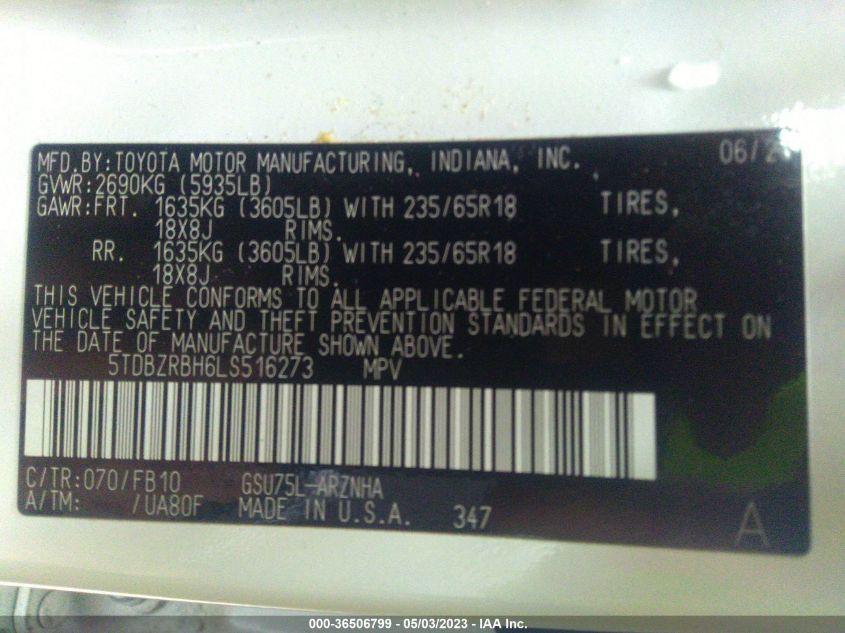 MFD.BY:TOYOTA MOTOR MANUFACTURING, INDIANA, INC. 06/2
GVWR:2690KG (5935LB)
GAWR:FRT. 1635KG (3605LB) WITH 235/65R18 TIRES,
18X8J RIMS.
RR. 1635KG (3605LB) WITH 235/65R18 TIRES,
18X8J RIMS.
THIS VEHICLE CONFORMS TO ALL APPLICABLE FEDERAL MOTOR
VEHICLE SAFETY AND THEFT PREVENTION STANDARDS IN EFFECT ON
THE DATE OF MANUFACTURE SHOWN ABOVE.
5TDBZRBH6LS516273 MPV
C/TR:070/FB10 GSU75L-ARZNHA
A/TM: /UA80F MADE IN U.S.A. 347
A
000-36506799 - 05/03/2023 - IAA Inc.